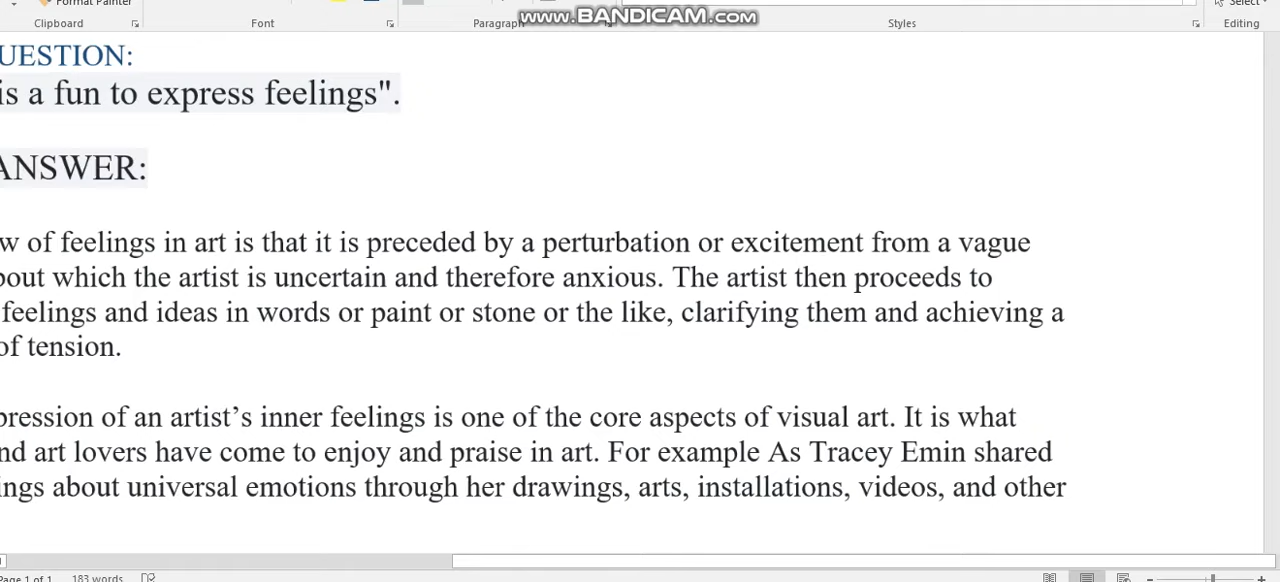 Format Painter Select
Clipboard Font Paragraph www.BANDICAM.com Styles Editing
UESTION:
is a fun to express feelings".
ANSWER:
w of feelings in art is that it is preceded by a perturbation or excitement from a vague
bout which the artist is uncertain and therefore anxious. The artist then proceeds to
feelings and ideas in words or paint or stone or the like, clarifying them and achieving a
of tension.
pression of an artist’s inner feelings is one of the core aspects of visual art. It is what
nd art lovers have come to enjoy and praise in art. For example As Tracey Emin shared
ings about universal emotions through her drawings, arts, installations, videos, and other
Page 1 of 1 183 words